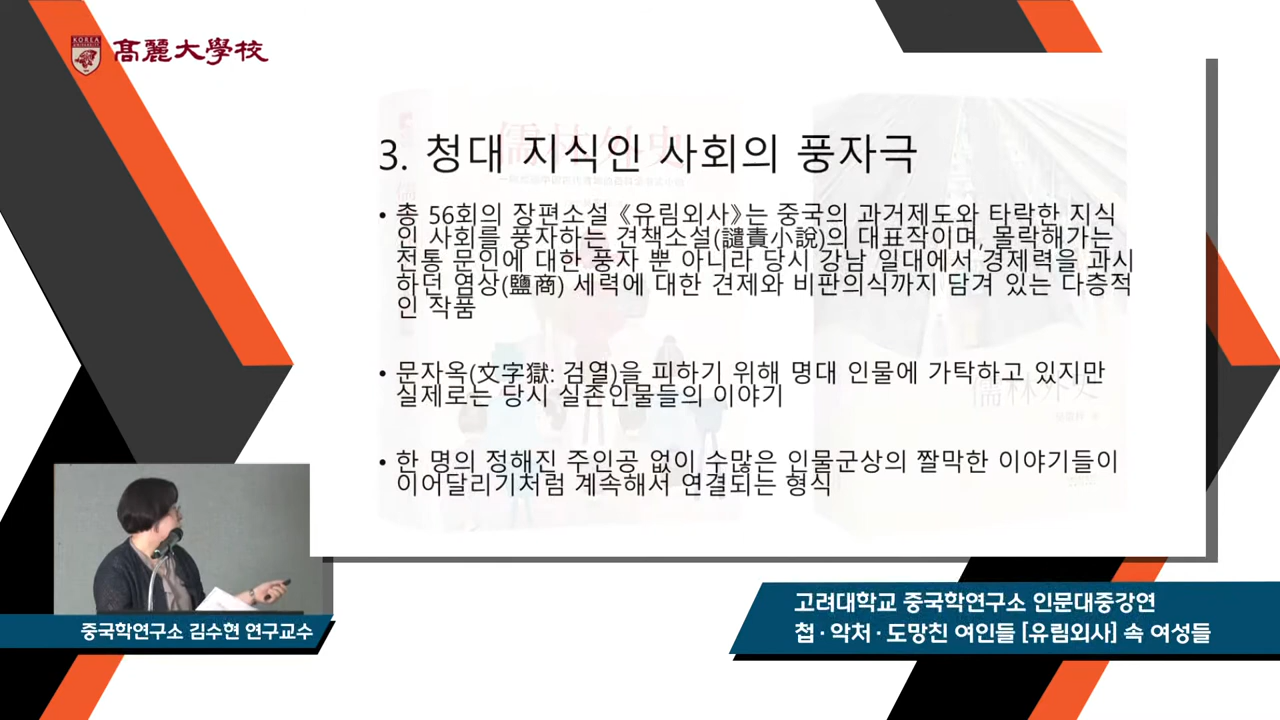 KOREA
高麗大學校
儒林外史
3. 청대 지식인 사회의 풍자극
• 총 56회의 장편소설 《유림외사》는 중국의 과거제도와 타락한 지식
인 사회를 풍자하는 견책소설(譴責小說)의 대표작이며, 몰락해가는
전통 문인에 대한 풍자 뿐 아니라 당시 강남 일대에서 경제력을 과시
하던 염상(鹽商) 세력에 대한 견제와 비판의식까지 담겨 있는 다층적
인 작품
• 문자옥(文字獄: 검열)을 피하기 위해 명대 인물에 가탁하고 있지만
실제로는 당시 실존인물들의 이야기
儒林外史
• 한 명의 정해진 주인공 없이 수많은 인물군상의 짤막한 이야기들이
이어달리기처럼 계속해서 연결되는 형식
중국학연구소 김수현 연구교수
고려대학교 중국학연구소 인문대중강연
첩·악처·도망친 여인들 [유림외사] 속 여성들